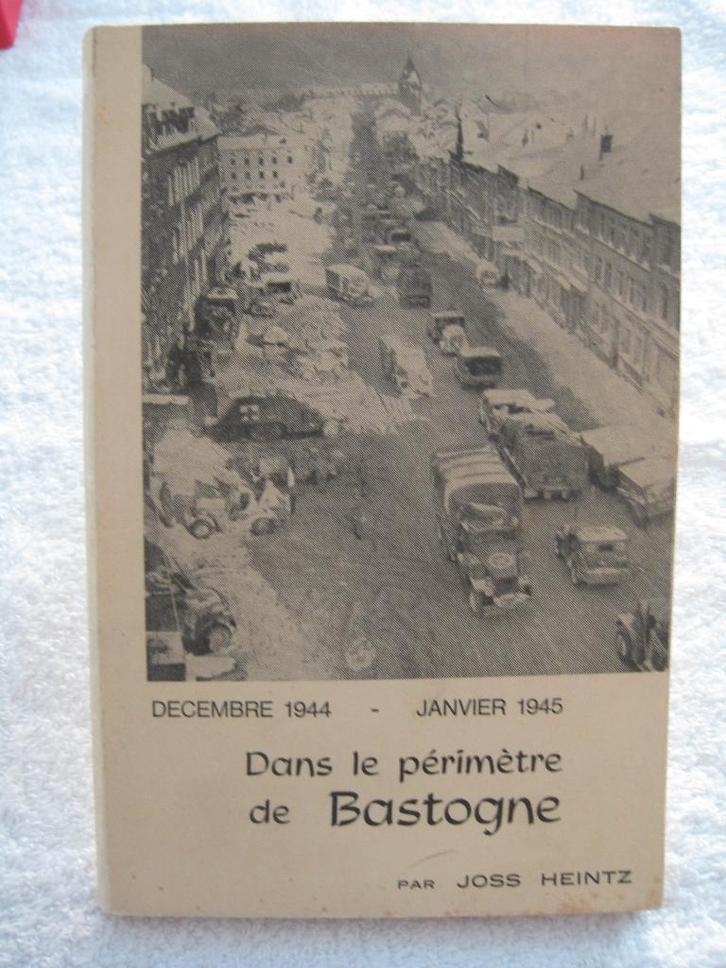 DECEMBRE 1944 - JANVIER 1945
Dans le périmètre
de Bastogne
PAR JOSS HEINTZ